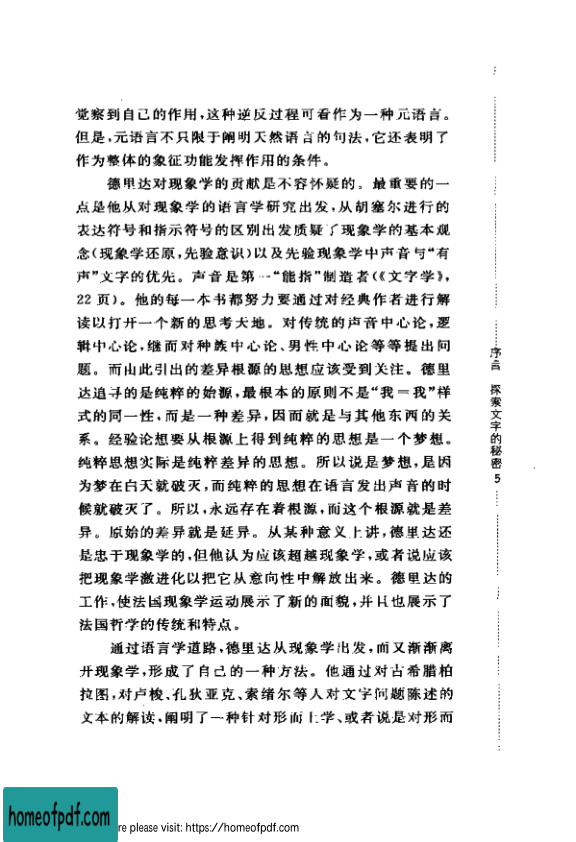 觉察到自己的作用,这种逆反过程可看作为一种元语言。
但是,元语言不只限于阐明天然语言的句法,它还表明了
作为整体的象征功能发挥作用的条件。
德里达对现象学的贡献是不容怀疑的。最重要的一
点是他从对现象学的语言学研究出发,从胡塞尔进行的
表达符号和指示符号的区别出发质疑了现象学的基本观
念(现象学还原,先验意识)以及先验现象学中声音与“有
声”文字的优先。声音是第一“能指”制造者(《文字学》,
22 页)。他的每一本书都努力要通过对经典作者进行解
读以打开一个新的思考天地。对传统的声音中心论,逻
辑中心论,继而对种族中心论、男性中心论等等提出问
题。而由此引出的差异根源的思想应该受到关注。德里
达追寻的是纯粹的始源,最根本的原则不是“我=我”样
式的同一性,而是一种差异,因而就是与其他东西的关
系。经验论想要从根源上得到纯粹的思想是一个梦想。
纯粹思想实际是纯粹差异的思想。所以说是梦想,是因
为梦在白天就破灭,而纯粹的思想在语言发出声音的时
候就破灭了。所以,永远存在着根源,而这个根源就是差
异。原始的差异就是延异。从某种意义上讲,德里达还
是忠于现象学的,但他认为应该超越现象学,或者说应该
把现象学激进化以把它从意向性中解放出来。德里达的
工作,使法国现象学运动展示了新的面貌,并且也展示了
法国哲学的传统和特点。
通过语言学道路,德里达从现象学出发,而又渐渐离
开现象学,形成了自己的一种方法。他通过对古希腊柏
拉图,对卢梭、孔狄亚克、索绪尔等人对文字问题陈述的
文本的解读,阐明了一种针对形而上学、或者说是对形而
序言 探索文字的秘密 5
homeofpdf.com
re please visit: https://homeofpdf.com